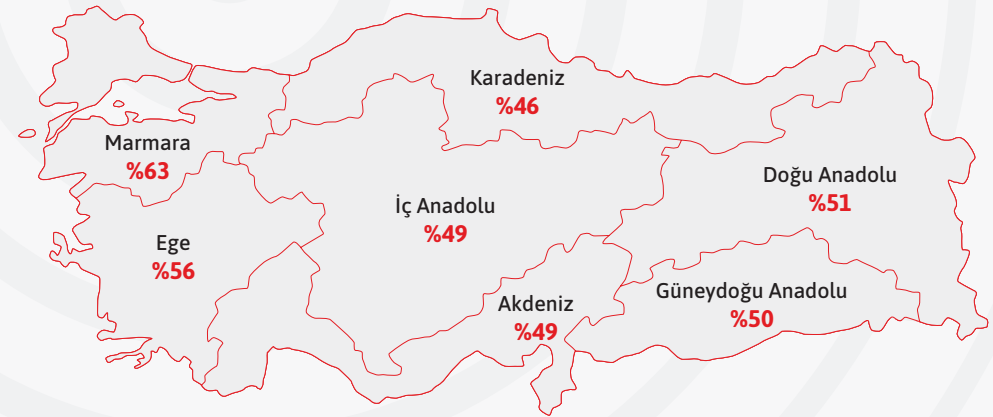 Karadeniz
%46
Marmara
%63
Doğu Anadolu
%51
İç Anadolu
%49
Ege
%56
Güneydoğu Anadolu
%50
Akdeniz
%49